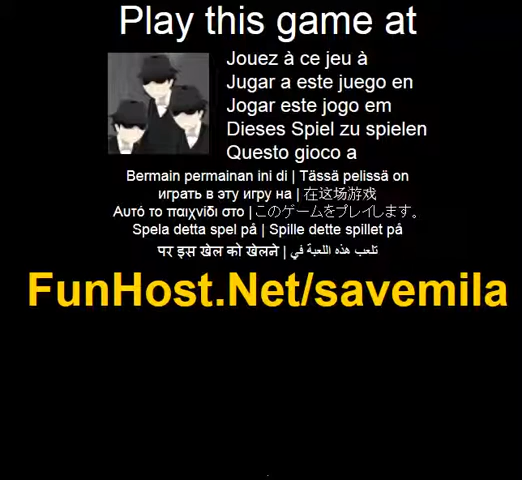 Play this game at
Jouez à ce jeu à
Jugar a este juego en
Jogar este jogo em
Dieses Spiel zu spielen
Questo gioco a
Bermain permainan ini di | Tässä pelissä on
играть в эту игру на | 在这场游戏
Αυτό το παιχνίδι στο | このゲームをプレイします。
Spela detta spel på | Spille dette spillet på
पर इस खेल को खेलने | تلعب هذه اللعبة في
FunHost.Net/savemila